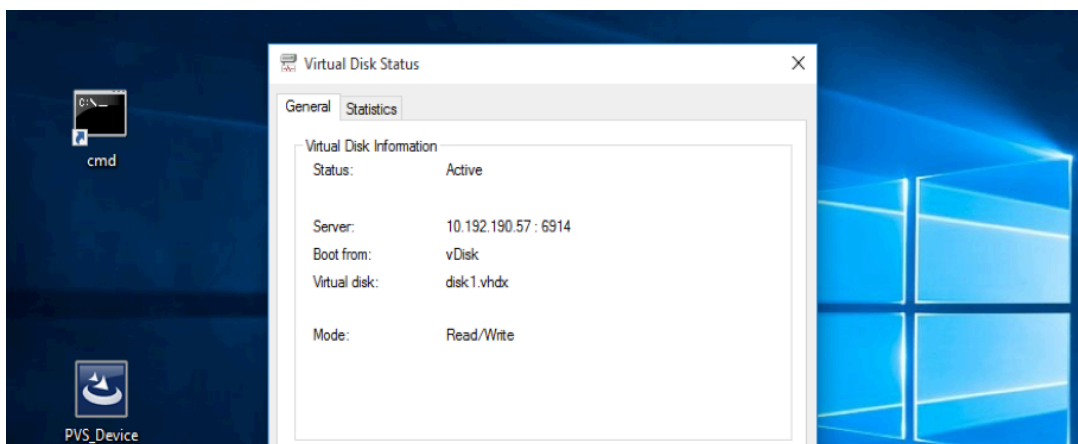 Virtual Disk Status
General Statistics
C:\_
cmd
Virtual Disk Information
Status: Active
Server: 10.192.190.57 : 6914
Boot from: vDisk
Virtual disk: disk1.vhdx
Mode: Read/Write
PVS_Device